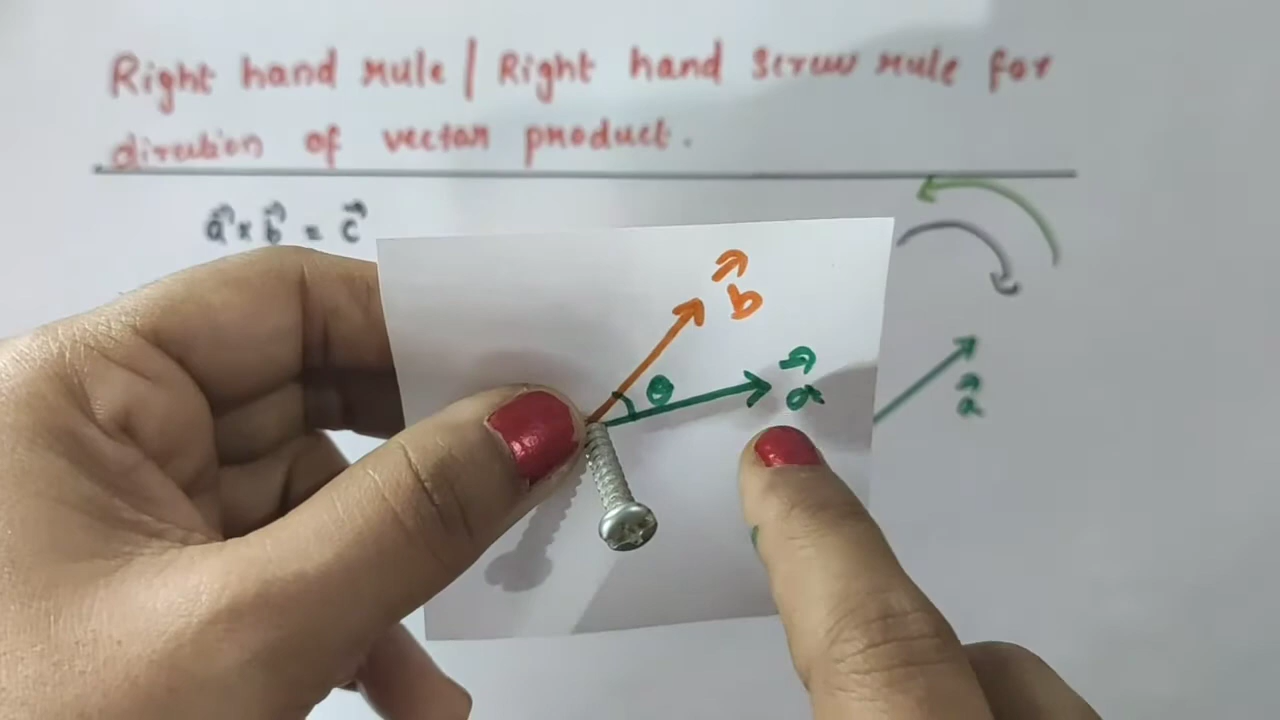 Right hand rule / Right hand screw rule for
direction of vector product.
a⃗ × b⃗ = c⃗
b⃗
θ
a⃗
a⃗